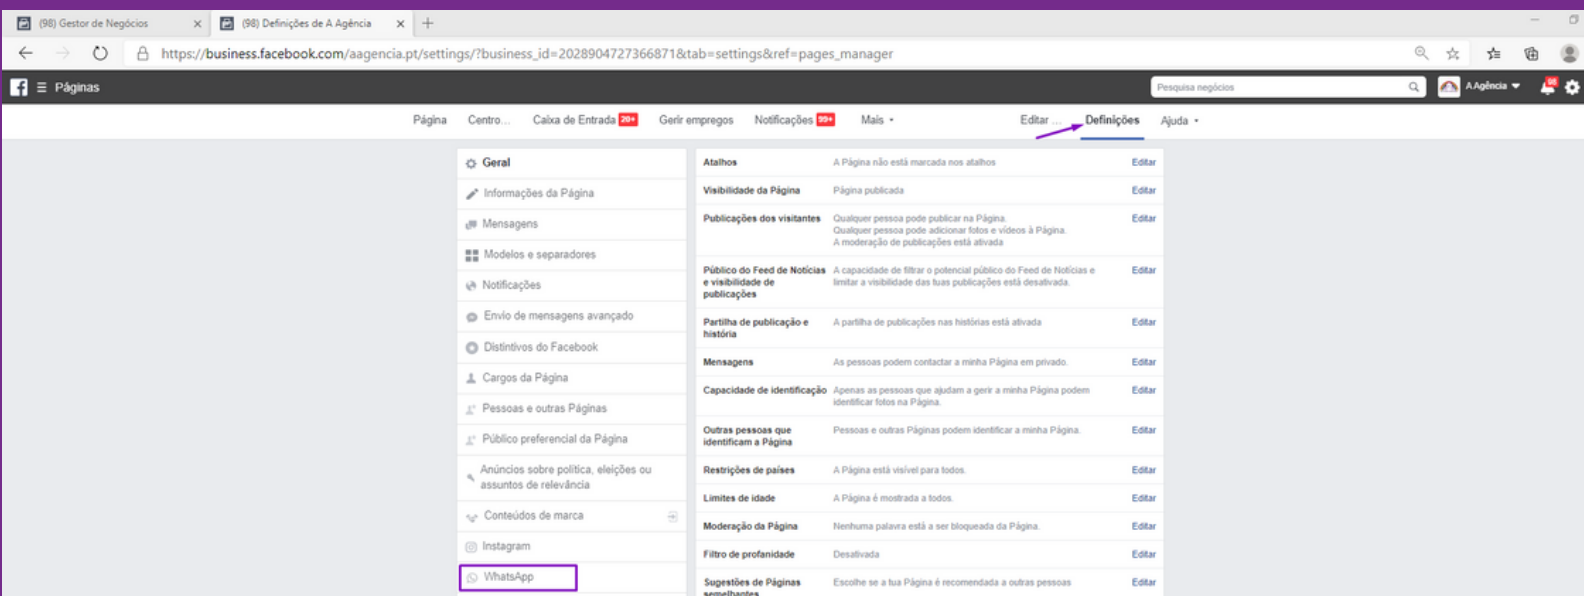 (98) Gestor de Negócios
(98) Definições de A Agência
https://business.facebook.com/aagencia.pt/settings/?business_id=2028904727366871&tab=settings&ref=pages_manager
Páginas
Pesquisa negócios
A Agência
98
Página Centro... Caixa de Entrada 20+ Gerir empregos Notificações 99+ Mais Editar ... Definições Ajuda
Geral
Informações da Página
Mensagens
Modelos e separadores
Notificações
Envio de mensagens avançado
Distintivos do Facebook
Cargos da Página
Pessoas e outras Páginas
Público preferencial da Página
Anúncios sobre política, eleições ou
assuntos de relevância
Conteúdos de marca
Instagram
WhatsApp
Atalhos A Página não está marcada nos atalhos Editar
Visibilidade da Página Página publicada Editar
Publicações dos visitantes Qualquer pessoa pode publicar na Página. Editar
Qualquer pessoa pode adicionar fotos e vídeos à Página.
A moderação de publicações está ativada
Público do Feed de Notícias A capacidade de filtrar o potencial público do Feed de Notícias e Editar
e visibilidade de limitar a visibilidade das tuas publicações está desativada.
publicações
Partilha de publicação e A partilha de publicações nas histórias está ativada Editar
história
Mensagens As pessoas podem contactar a minha Página em privado. Editar
Capacidade de identificação Apenas as pessoas que ajudam a gerir a minha Página podem Editar
identificar fotos na Página.
Outras pessoas que Pessoas e outras Páginas podem identificar a minha Página. Editar
identificam a Página
Restrições de países A Página está visível para todos. Editar
Limites de idade A Página é mostrada a todos. Editar
Moderação da Página Nenhuma palavra está a ser bloqueada da Página. Editar
Filtro de profanidade Desativada Editar
Sugestões de Páginas Escolhe se a tua Página é recomendada a outras pessoas Editar
semelhantes